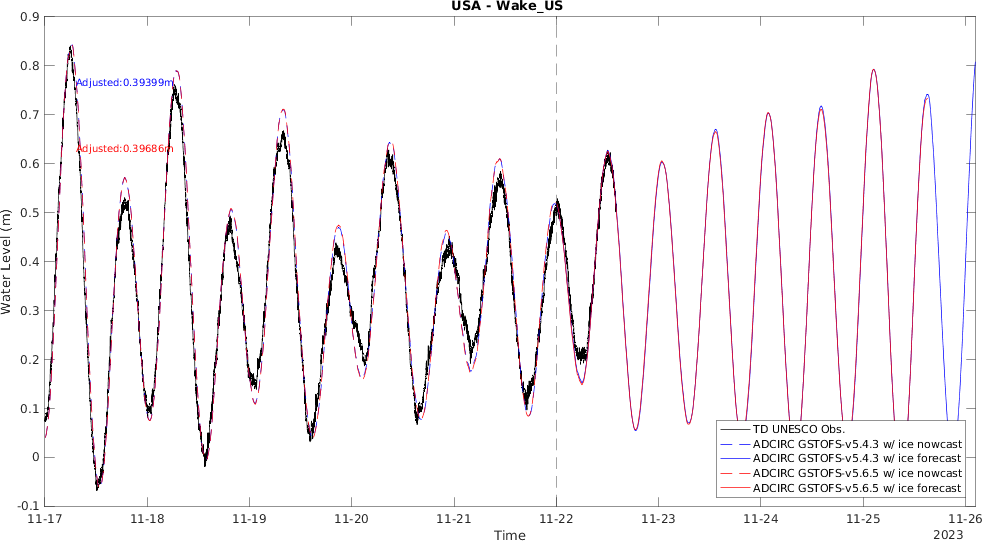 USA - Wake_US
0.9
0.8
0.7
0.6
0.5
0.4
0.3
0.2
0.1
0
-0.1
Water Level (m)
Adjusted:0.39399m
Adjusted:0.39686m
TD UNESCO Obs.
ADCIRC GSTOFS-v5.4.3 w/ ice nowcast
ADCIRC GSTOFS-v5.4.3 w/ ice forecast
ADCIRC GSTOFS-v5.6.5 w/ ice nowcast
ADCIRC GSTOFS-v5.6.5 w/ ice forecast
11-17 11-18 11-19 11-20 11-21 11-22 11-23 11-24 11-25 11-26
Time
2023